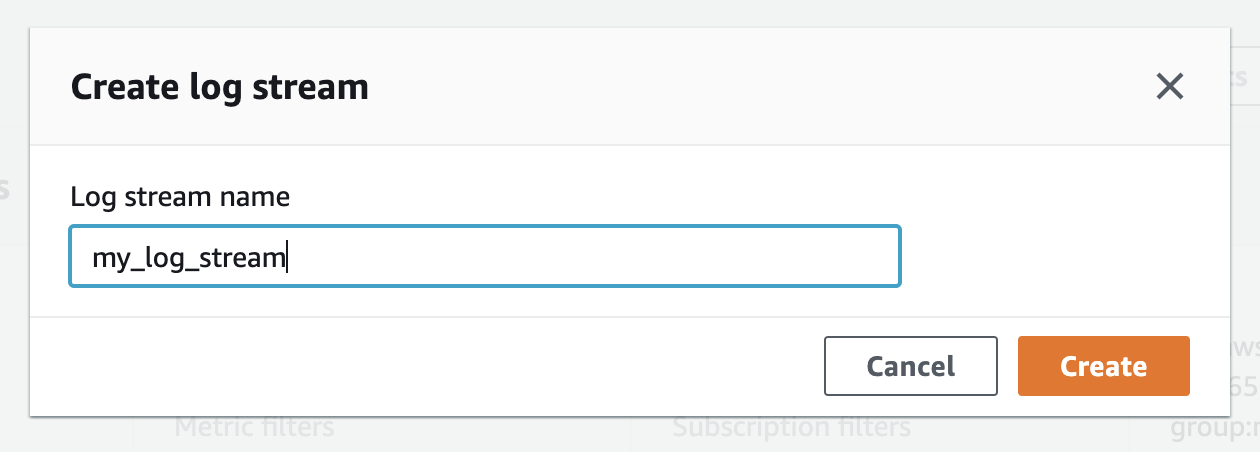 Create log stream
Log stream name
my_log_stream
Cancel
Create
Metric filters
Subscription filters